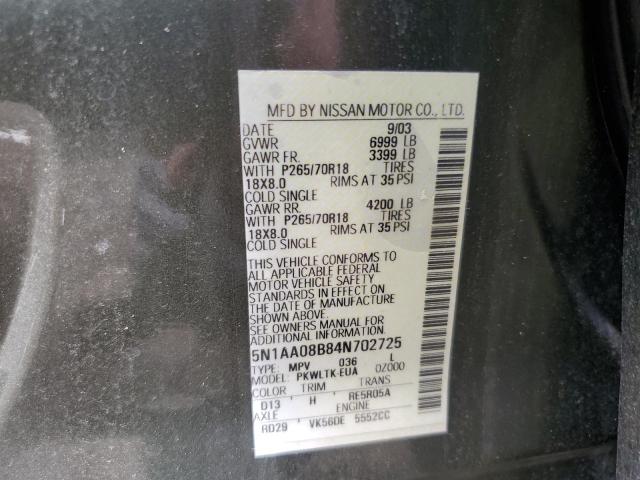 MFD BY NISSAN MOTOR CO., LTD.
DATE 9/03
GVWR 6999 LB
GAWR FR. 3399 LB
WITH P265/70R18 TIRES
18X8.0 RIMS AT 35 PSI
COLD SINGLE
GAWR RR. 4200 LB
WITH P265/70R18 TIRES
18X8.0 RIMS AT 35 PSI
COLD SINGLE
THIS VEHICLE CONFORMS TO
ALL APPLICABLE FEDERAL
MOTOR VEHICLE SAFETY
STANDARDS IN EFFECT ON
THE DATE OF MANUFACTURE
SHOWN ABOVE.
SEE OWNERS MANUAL FOR
ADDITIONAL INFORMATION.
5N1AA08B84N702725
TYPE: MPV 036 L
MODEL: PKWLTK-EUA 0Z000
COLOR TRIM TRANS
D13 H RE5R05A
AXLE ENGINE
RD29 VK56DE 5552CC